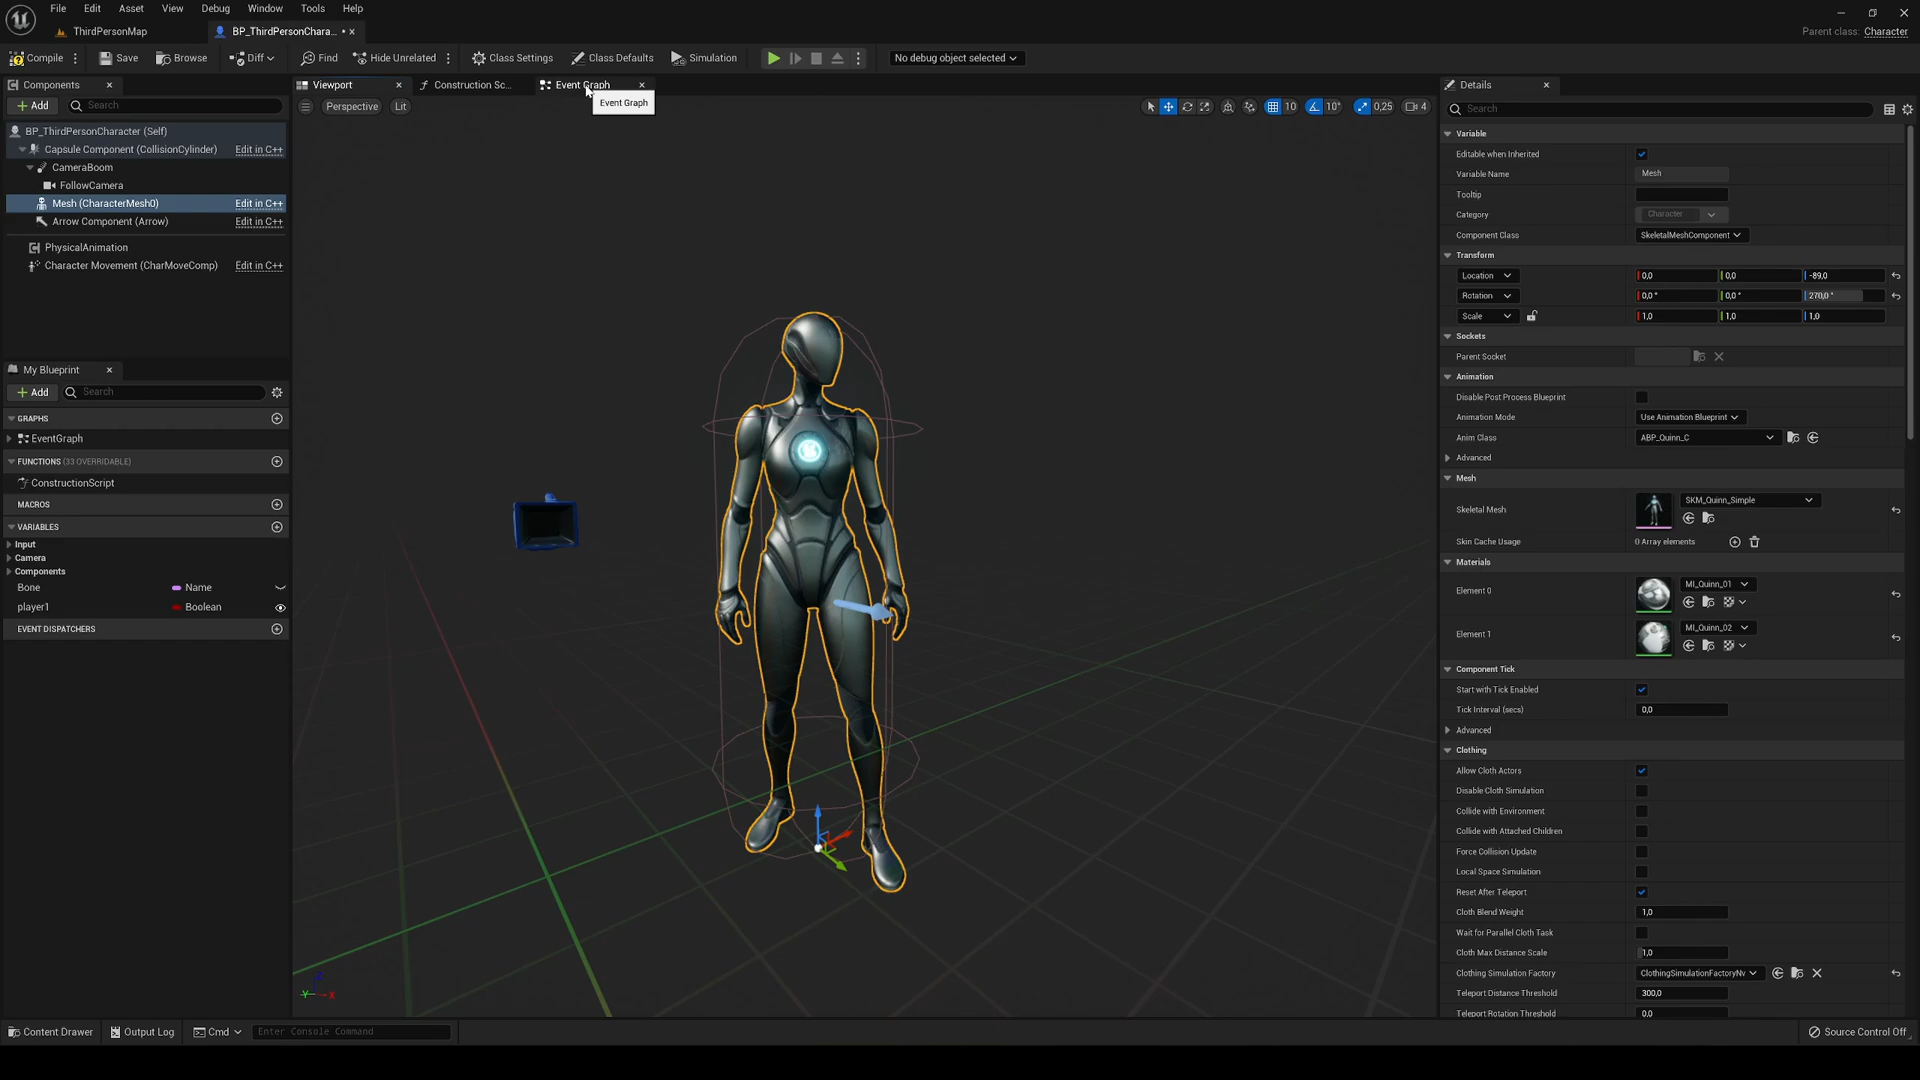 File Edit Asset View Debug Window Tools Help
ThirdPersonMap
BP_ThirdPersonChara...
Parent class: Character
Compile Save Browse Diff Find Hide Unrelated Class Settings Class Defaults Simulation No debug object selected
Components
Viewport
Construction Sc...
Event Graph
Details
Add Search
Perspective Lit
Event Graph
10 10° 0,25 4
Search
BP_ThirdPersonCharacter (Self)
Capsule Component (CollisionCylinder) Edit in C++
CameraBoom
FollowCamera
Mesh (CharacterMesh0) Edit in C++
Arrow Component (Arrow) Edit in C++
PhysicalAnimation
Character Movement (CharMoveComp) Edit in C++
My Blueprint
Add Search
GRAPHS
EventGraph
FUNCTIONS (33 OVERRIDABLE)
ConstructionScript
MACROS
VARIABLES
Input
Camera
Components
Bone Name
player1 Boolean
EVENT DISPATCHERS
Variable
Editable when Inherited
Variable Name Mesh
Tooltip
Category Character
Component Class SkeletalMeshComponent
Transform
Location 0,0 0,0 -89,0
Rotation 0,0 ° 0,0 ° 270,0 °
Scale 1,0 1,0 1,0
Sockets
Parent Socket
Animation
Disable Post Process Blueprint
Animation Mode Use Animation Blueprint
Anim Class ABP_Quinn_C
Advanced
Mesh
Skeletal Mesh SKM_Quinn_Simple
Skin Cache Usage 0 Array elements
Materials
Element 0 MI_Quinn_01
Element 1 MI_Quinn_02
Component Tick
Start with Tick Enabled
Tick Interval (secs) 0,0
Advanced
Clothing
Allow Cloth Actors
Disable Cloth Simulation
Collide with Environment
Collide with Attached Children
Force Collision Update
Local Space Simulation
Reset After Teleport
Cloth Blend Weight 1,0
Wait for Parallel Cloth Task
Cloth Max Distance Scale 1,0
Clothing Simulation Factory ClothingSimulationFactoryNv
Teleport Distance Threshold 300,0
Teleport Rotation Threshold 0,0
Z
Y X
Content Drawer Output Log Cmd Enter Console Command
Source Control Off